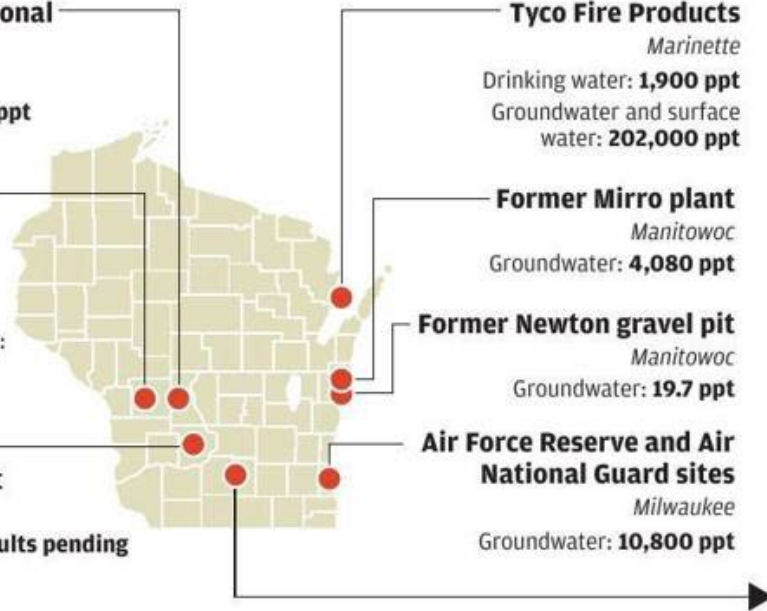 onal
ppt
:
ults pending
Tyco Fire Products
Marinette
Drinking water: 1,900 ppt
Groundwater and surface
water: 202,000 ppt
Former Mirro plant
Manitowoc
Groundwater: 4,080 ppt
Former Newton gravel pit
Manitowoc
Groundwater: 19.7 ppt
Air Force Reserve and Air
National Guard sites
Milwaukee
Groundwater: 10,800 ppt